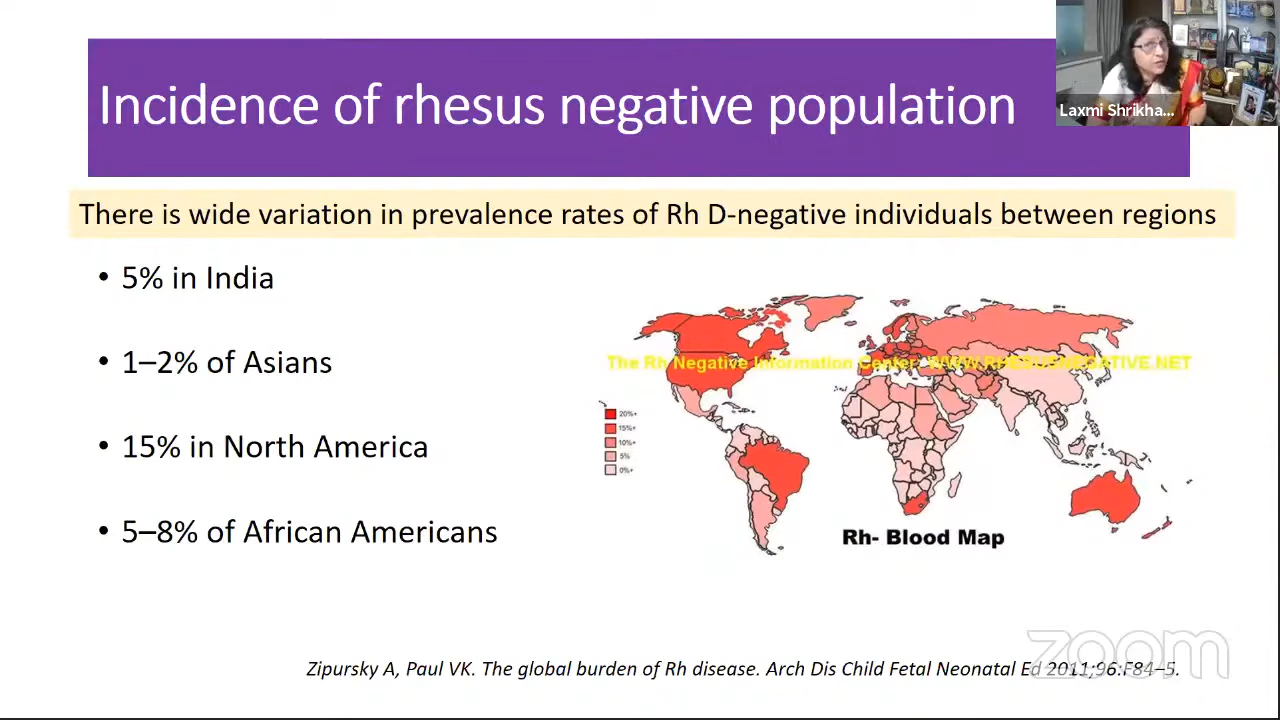 Incidence of rhesus negative population
Laxmi Shrikha...
There is wide variation in prevalence rates of Rh D-negative individuals between regions
• 5% in India
• 1–2% of Asians
• 15% in North America
• 5–8% of African Americans
The Rh Negative Information Center: WWW.RHESUSNEGATIVE.NET
20%+
15%+
10%+
5%
0%+
Rh- Blood Map
zoom
Zipursky A, Paul VK. The global burden of Rh disease. Arch Dis Child Fetal Neonatal Ed 2011;96:F84–5.